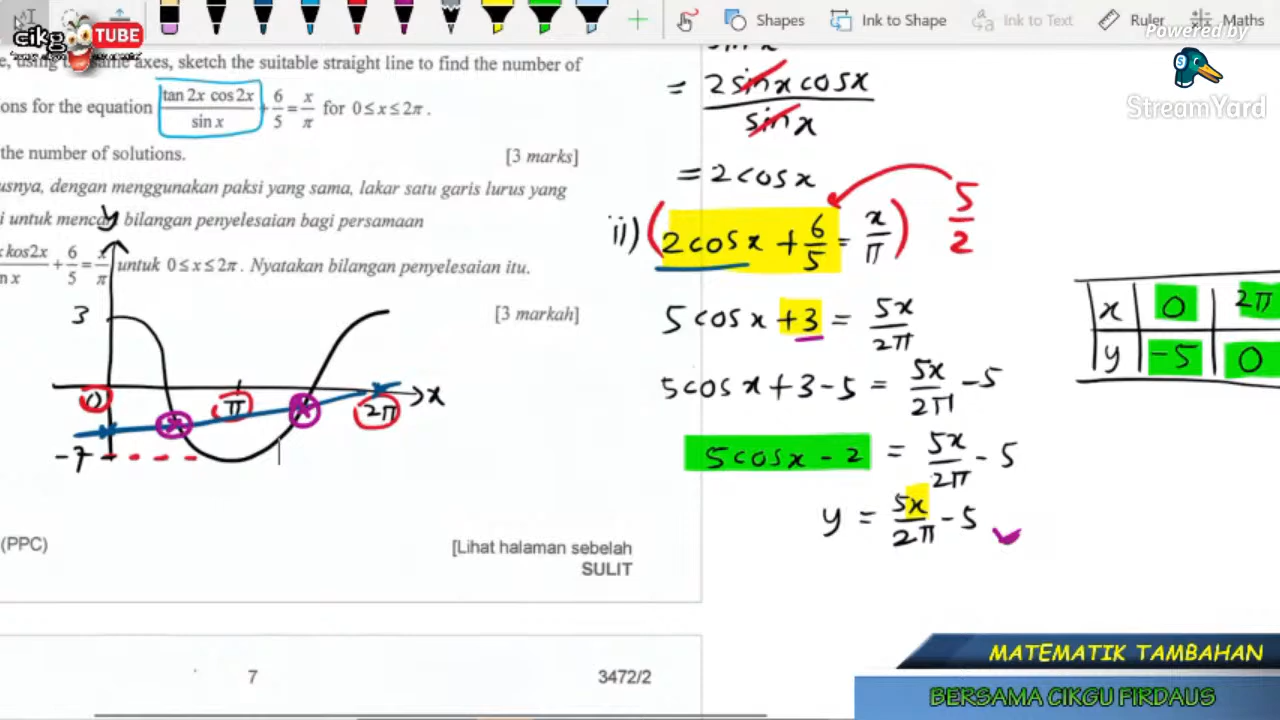 cikg TUBE
Shapes
Ink to Shape
Ink to Text
Ruler
Maths
Powered by
StreamYard
e, using same axes, sketch the suitable straight line to find the number of
ons for the equation tan 2x cos 2x / sin x + 6/5 = x/π for 0 ≤ x ≤ 2π .
the number of solutions. [3 marks]
usnya, dengan menggunakan paksi yang sama, lakar satu garis lurus yang
i untuk mencari bilangan penyelesaian bagi persamaan
x kos2x / n x + 6/5 = x/π untuk 0 ≤ x ≤ 2π . Nyatakan bilangan penyelesaian itu.
[3 markah]
y
3
0
π
2π
x
-7
(PPC)
[Lihat halaman sebelah
SULIT
7
3472/2
sin x
= 2 sin x cos x / sin x
= 2 cos x
ii) (2 cos x + 6/5 = x/π) 5/2
5 cos x + 3 = 5x/2π
5 cos x + 3 - 5 = 5x/2π - 5
5 cos x - 2 = 5x/2π - 5
y = 5x/2π - 5
x 0 2π
y -5 0
MATEMATIK TAMBAHAN
BERSAMA CIKGU FIRDAUS